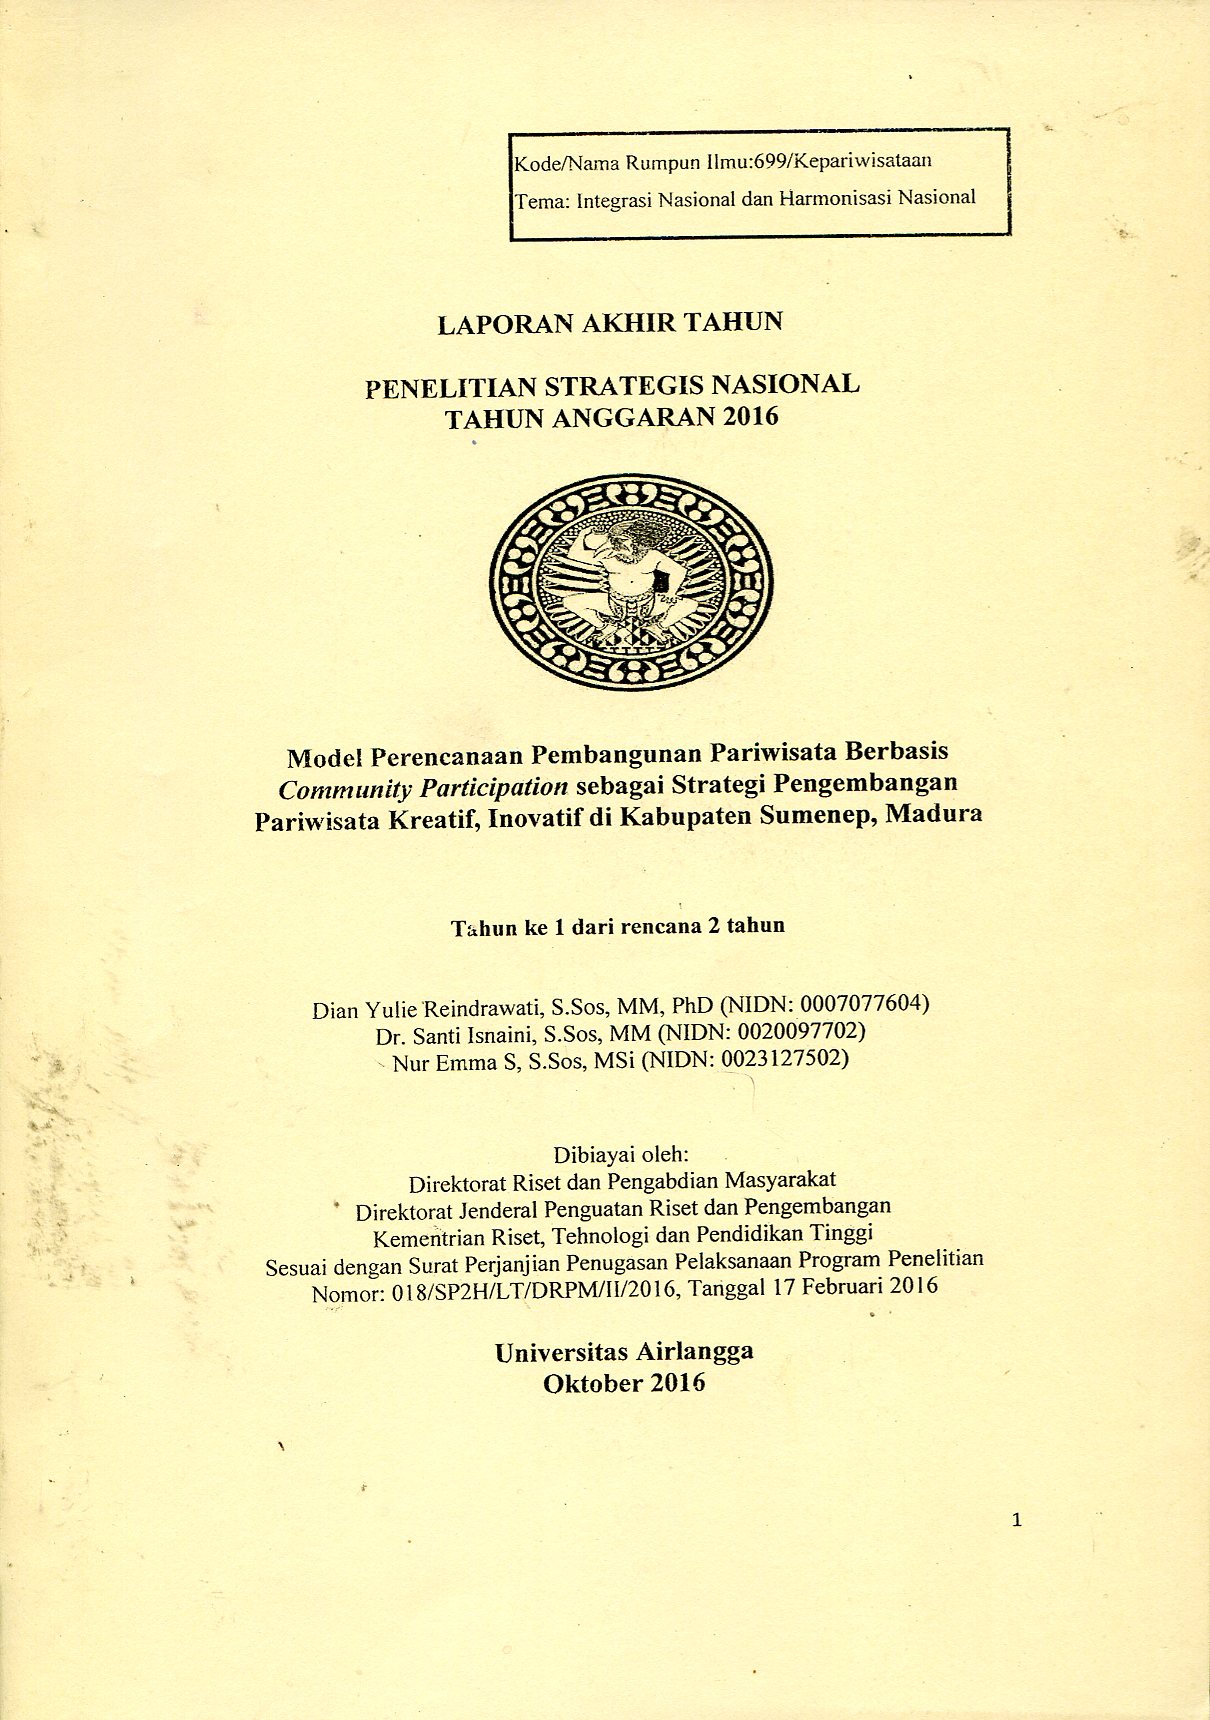 Kode/Nama Rumpun Ilmu:699/Kepariwisataan
Tema: Integrasi Nasional dan Harmonisasi Nasional
LAPORAN AKHIR TAHUN
PENELITIAN STRATEGIS NASIONAL
TAHUN ANGGARAN 2016
Model Perencanaan Pembangunan Pariwisata Berbasis
Community Participation sebagai Strategi Pengembangan
Pariwisata Kreatif, Inovatif di Kabupaten Sumenep, Madura
Tahun ke 1 dari rencana 2 tahun
Dian Yulie Reindrawati, S.Sos, MM, PhD (NIDN: 0007077604)
Dr. Santi Isnaini, S.Sos, MM (NIDN: 0020097702)
Nur Emma S, S.Sos, MSi (NIDN: 0023127502)
Dibiayai oleh:
Direktorat Riset dan Pengabdian Masyarakat
Direktorat Jenderal Penguatan Riset dan Pengembangan
Kementrian Riset, Tehnologi dan Pendidikan Tinggi
Sesuai dengan Surat Perjanjian Penugasan Pelaksanaan Program Penelitian
Nomor: 018/SP2H/LT/DRPM/II/2016, Tanggal 17 Februari 2016
Universitas Airlangga
Oktober 2016
1